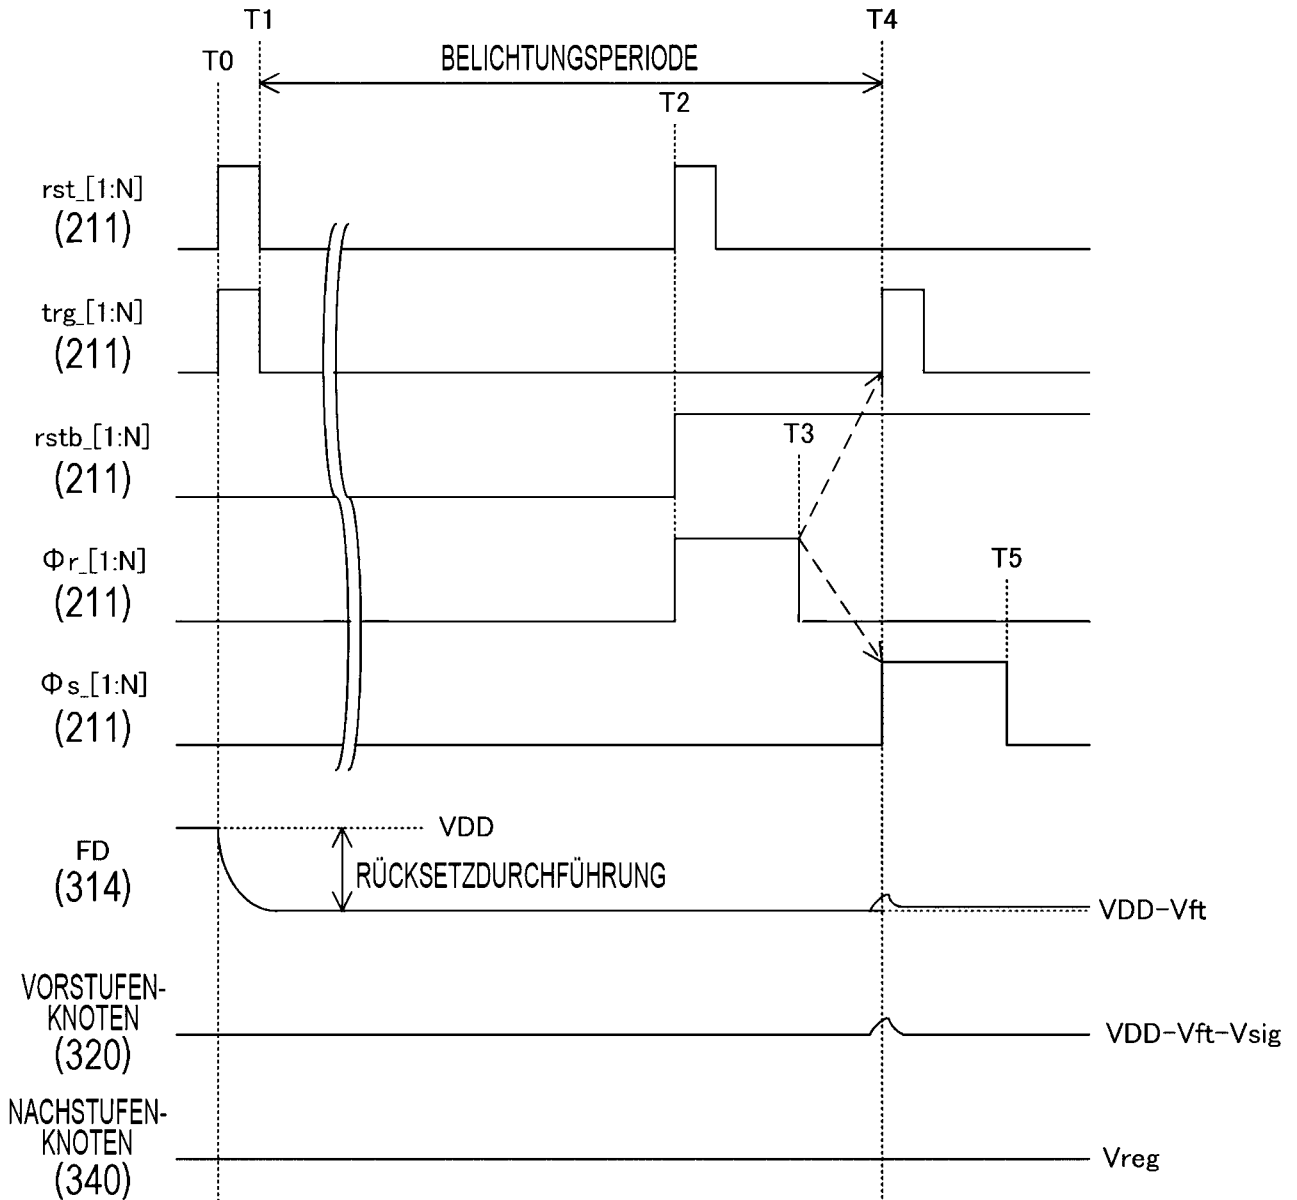 T1
T4
T0
BELICHTUNGSPERIODE
T2
rst_[1:N]
(211)
trg_[1:N]
(211)
rstb_[1:N]
(211)
T3
Φr_[1:N]
(211)
T5
Φs_[1:N]
(211)
VDD
FD
(314)
RÜCKSETZDURCHFÜHRUNG
VDD-Vft
VORSTUFEN-
KNOTEN
(320)
VDD-Vft-Vsig
NACHSTUFEN-
KNOTEN
(340)
Vreg